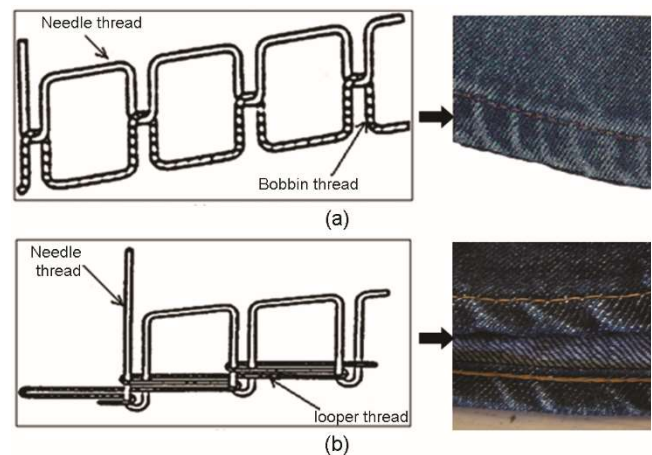 Needle thread
Bobbin thread
(a)
Needle
thread
looper thread
(b)